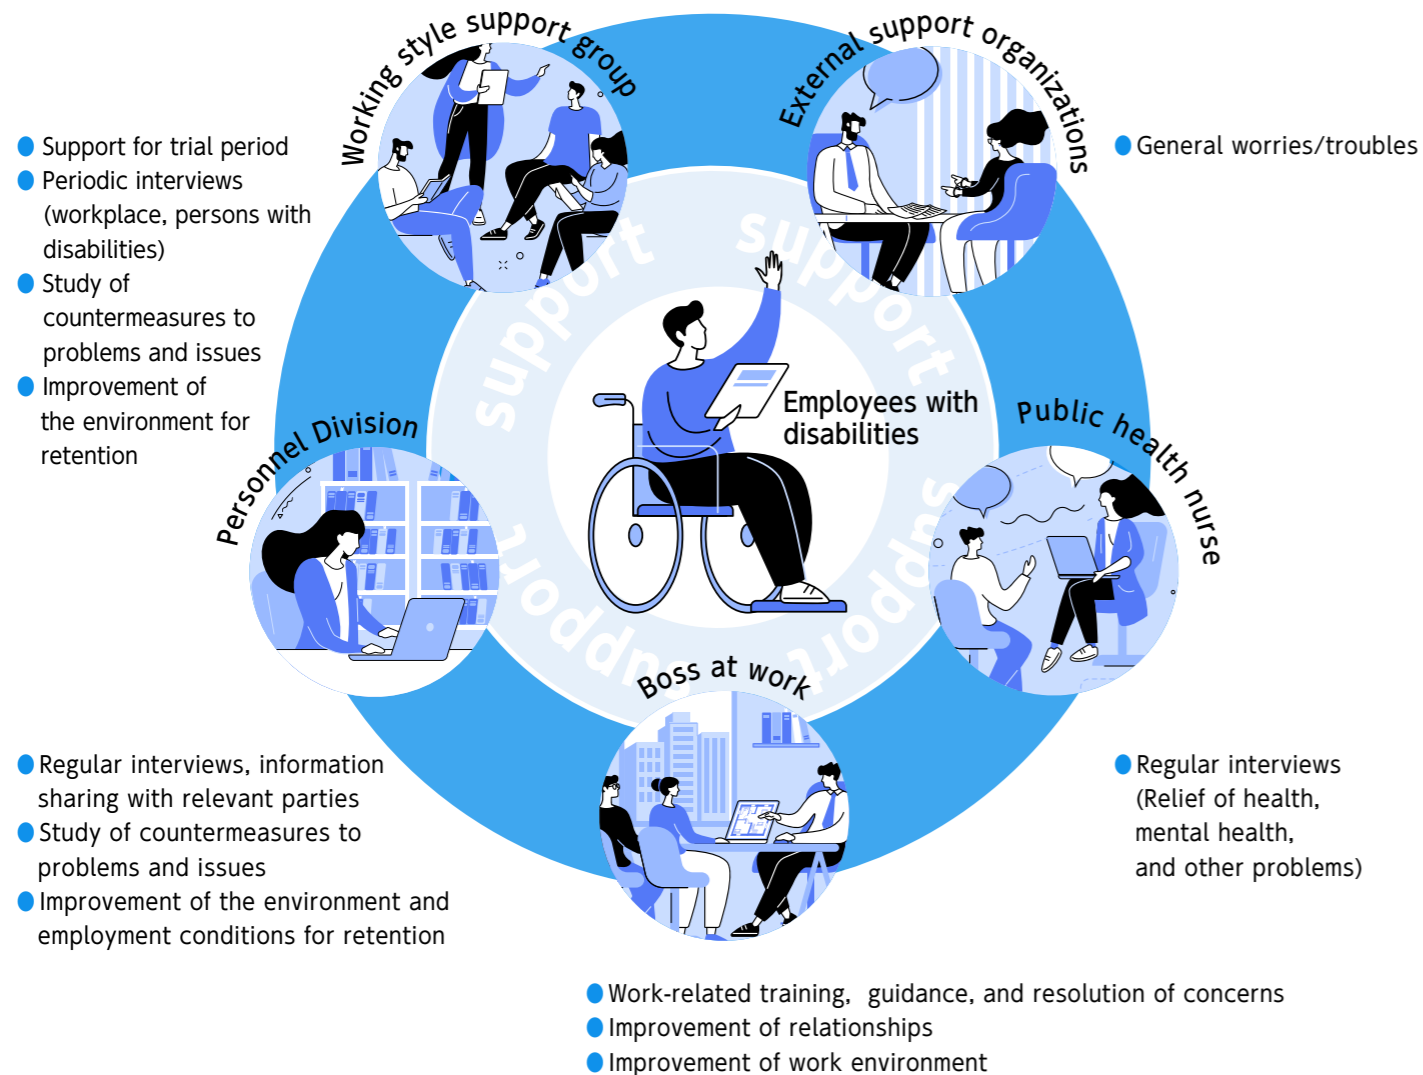 Working style support group
External support organizations
● Support for trial period
● Periodic interviews
(workplace, persons with
disabilities)
● Study of
countermeasures to
problems and issues
● Improvement of
the environment for
retention
● General worries/troubles
support
support
support
support
Employees with
disabilities
Personnel Division
Public health nurse
Boss at work
● Regular interviews, information
sharing with relevant parties
● Study of countermeasures to
problems and issues
● Improvement of the environment and
employment conditions for retention
● Regular interviews
(Relief of health,
mental health,
and other problems)
● Work-related training, guidance, and resolution of concerns
● Improvement of relationships
● Improvement of work environment